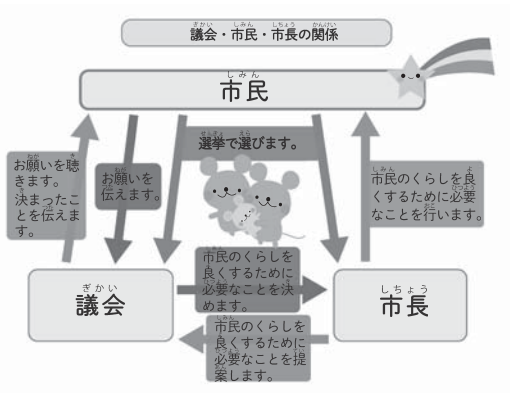 議会・市民・市長の関係
市民
選挙で選びます。
お願いを聴
きます。
決まったこ
とを伝えま
す。
お願いを
伝えます。
市民のくらしを良
くするために必要
なことを行います。
市民のくらしを
良くするために
必要なことを決
めます。
議会
市長
市民のくらしを
良くするために
必要なことを提
案します。